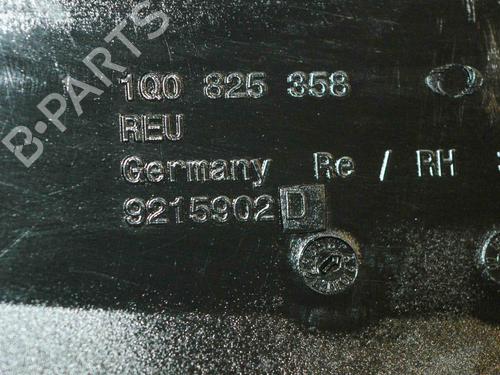 B-PARTS
1Q0 825 358
REU
Germany Re / RH
9215902 D